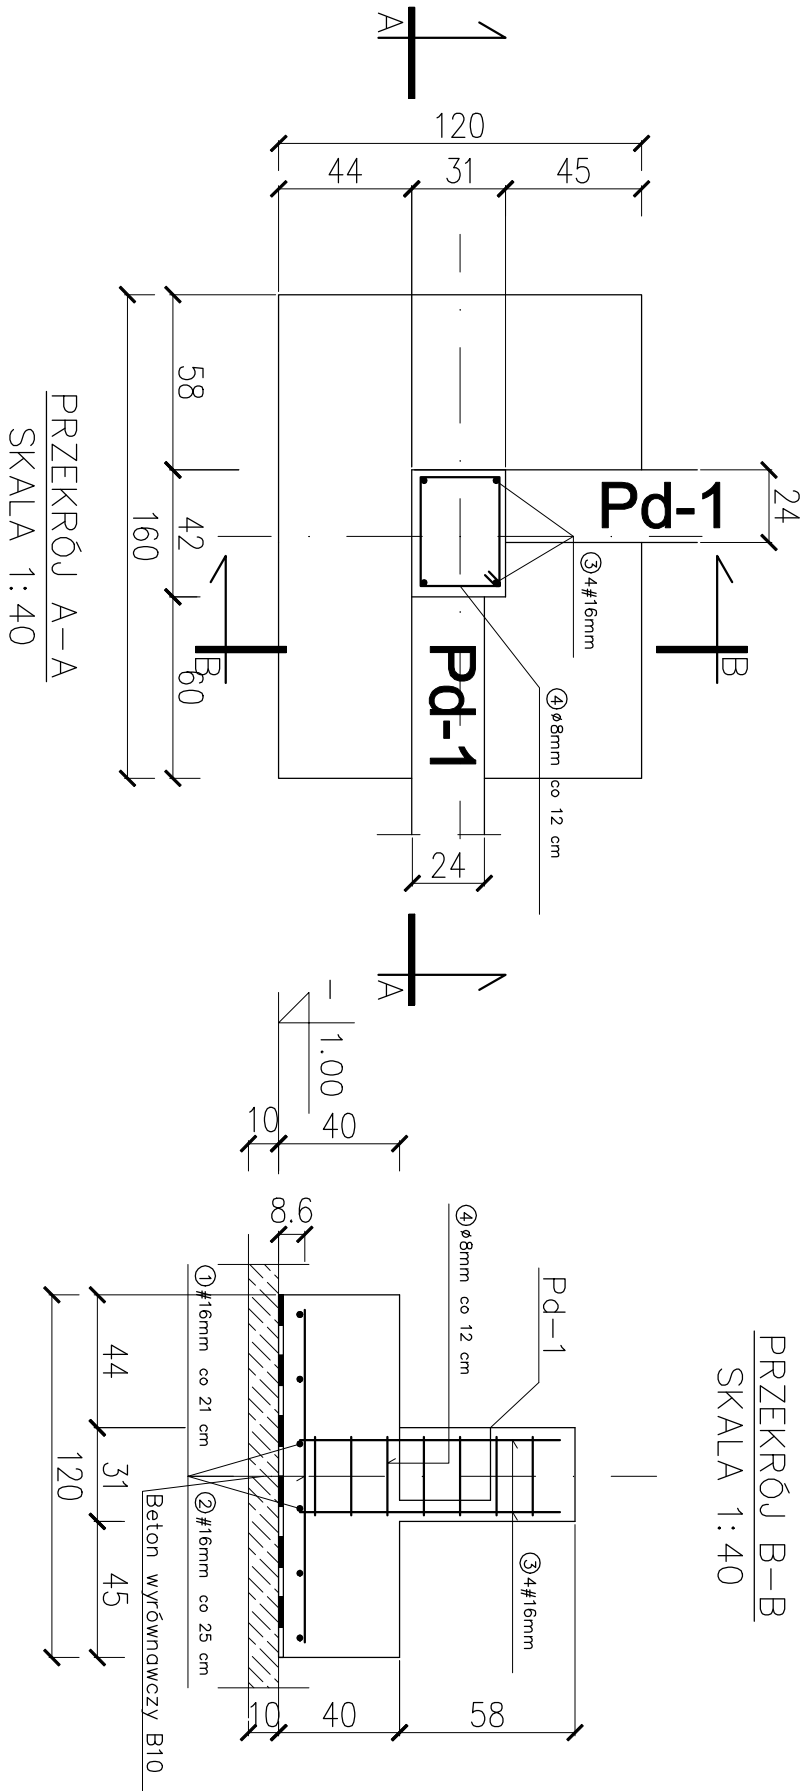 A
120
44
31
45
58
42
60
160
24
Pd-1
③4#16mm
B
B
④ø8mm co 12 cm
Pd-1
24
A
PRZEKRÓJ A-A
SKALA 1:40
-1.00
10
40
8.6
④ø8mm co 12 cm
Pd-1
PRZEKRÓJ B-B
SKALA 1:40
①#16mm co 21 cm
②#16mm co 25 cm
③4#16mm
Beton wyrównawczy B10
44
31
45
120
10
40
58